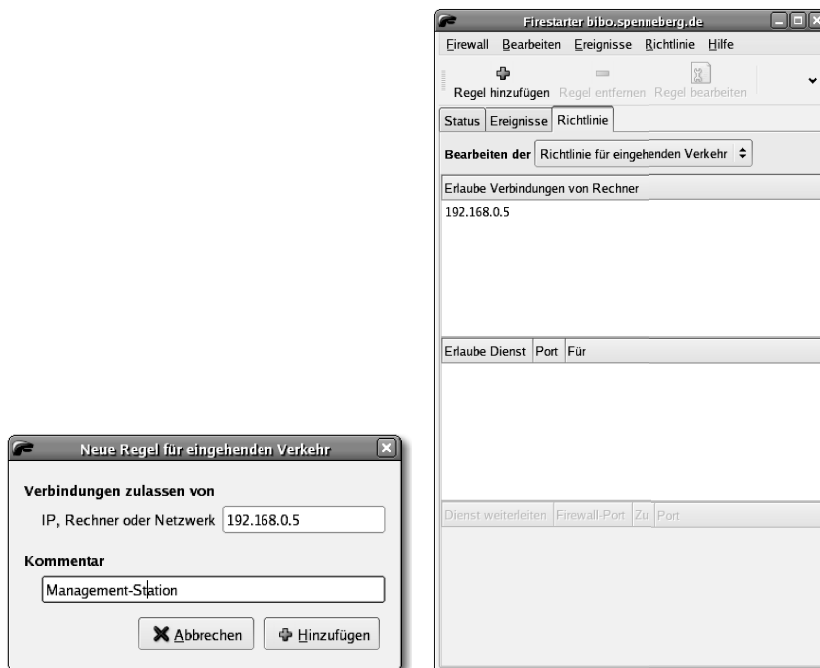 Firestarter bibo.spenneberg.de
Firewall Bearbeiten Ereignisse Richtlinie Hilfe
Regel hinzufügen Regel entfernen Regel bearbeiten
Status Ereignisse Richtlinie
Bearbeiten der Richtlinie für eingehenden Verkehr
Erlaube Verbindungen von Rechner
192.168.0.5
Erlaube Dienst Port Für
Dienst weiterleiten Firewall-Port Zu Port
Neue Regel für eingehenden Verkehr
Verbindungen zulassen von
IP, Rechner oder Netzwerk 192.168.0.5
Kommentar
Management-Station
Abbrechen Hinzufügen